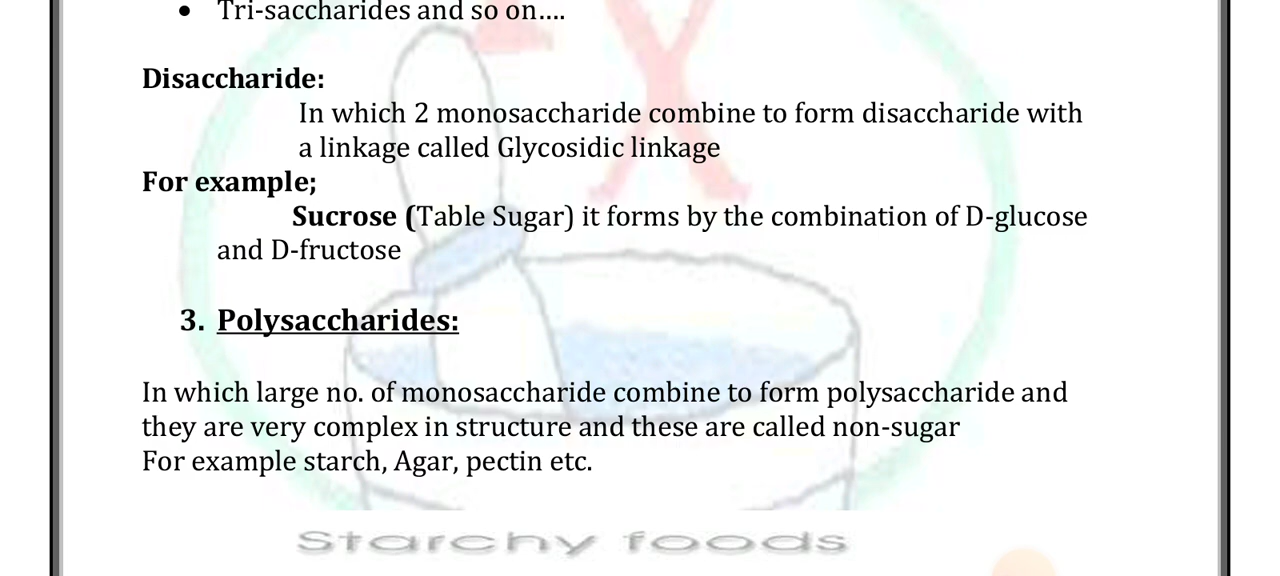 • Tri-saccharides and so on....
Disaccharide:
In which 2 monosaccharide combine to form disaccharide with
a linkage called Glycosidic linkage
For example;
Sucrose (Table Sugar) it forms by the combination of D-glucose
and D-fructose
3. Polysaccharides:
In which large no. of monosaccharide combine to form polysaccharide and
they are very complex in structure and these are called non-sugar
For example starch, Agar, pectin etc.
Starchy foods